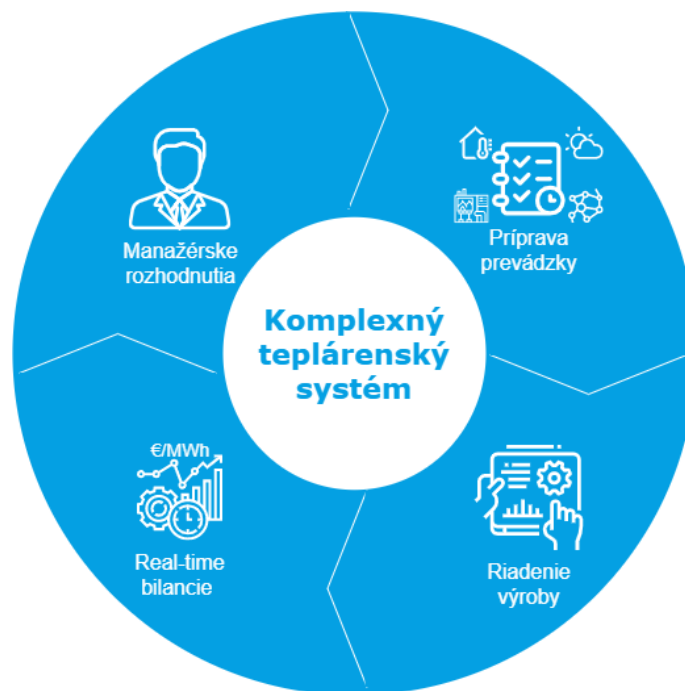 Manažérske
rozhodnutia
Príprava
prevádzky
Komplexný
teplárenský
systém
€/MWh
Real-time
bilancie
Riadenie
výroby